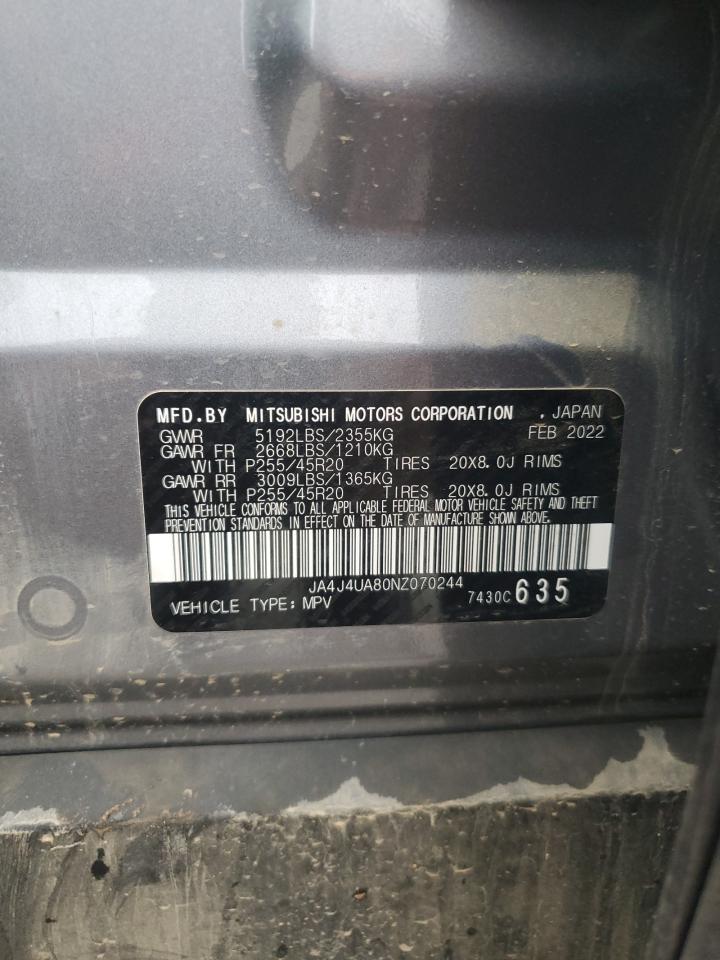 MFD.BY MITSUBISHI MOTORS CORPORATION , JAPAN
GVWR 5192LBS/2355KG FEB 2022
GAWR FR 2668LBS/1210KG
WITH P255/45R20 TIRES 20X8.0J RIMS
GAWR RR 3009LBS/1365KG
WITH P255/45R20 TIRES 20X8.0J RIMS
THIS VEHICLE CONFORMS TO ALL APPLICABLE FEDERAL MOTOR VEHICLE SAFETY AND THEFT
PREVENTION STANDARDS IN EFFECT ON THE DATE OF MANUFACTURE SHOWN ABOVE.
JA4J4UA80NZ070244
VEHICLE TYPE: MPV 7430C 635